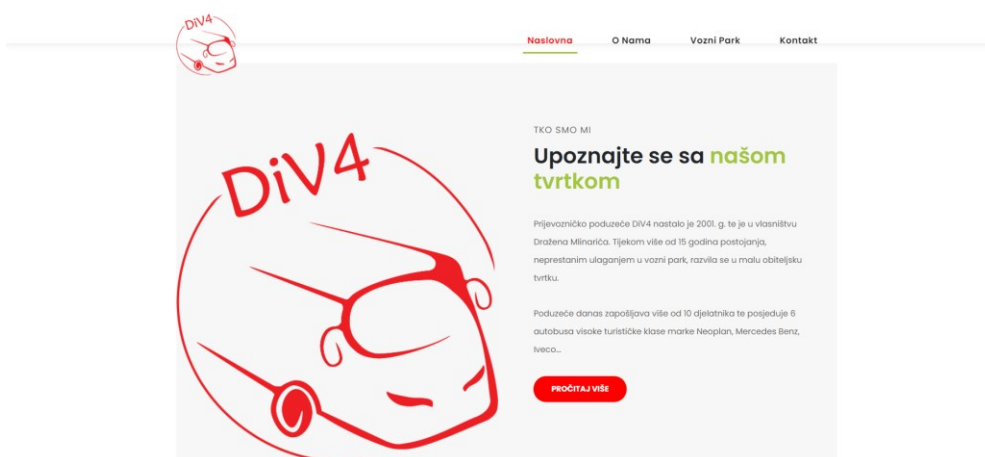 DiV4
Naslovna O Nama Vozni Park Kontakt
DiV4
TKO SMO MI
Upoznajte se sa našom
tvrtkom
Prijevozničko poduzeće DiV4 nastalo je 2001. g. te je u vlasništvu
Dražena Mlinarića. Tijekom više od 15 godina postojanja,
neprestanim ulaganjem u vozni park, razvila se u malu obiteljsku
tvrtku.
Poduzeće danas zapošljava više od 10 djelatnika te posjeduje 6
autobusa visoke turističke klase marke Neoplan, Mercedes Benz,
Iveco...
PROČITAJ VIŠE